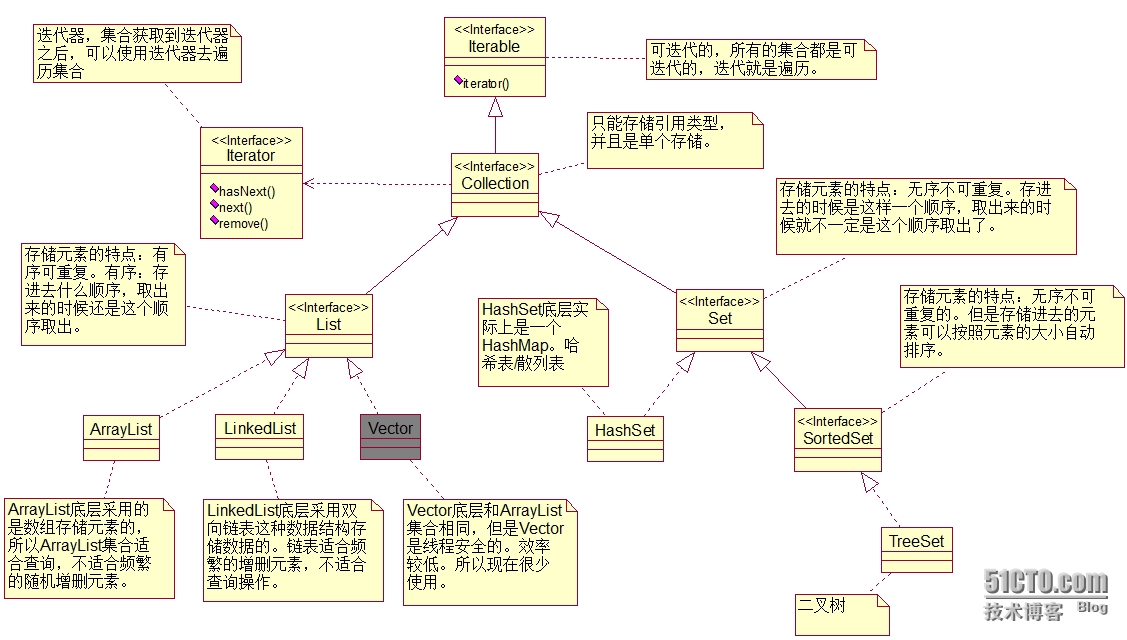 迭代器，集合获取到迭代器
之后，可以使用迭代器去遍
历集合
<<Interface>>
Iterable
iterator()
可迭代的，所有的集合都是可
迭代的，迭代就是遍历。
<<Interface>>
Iterator
hasNext()
next()
remove()
只能存储引用类型，
并且是单个存储。
<<Interface>>
Collection
存储元素的特点：无序不可重复。存进
去的时候是这样一个顺序，取出来的时
候就不一定是这个顺序取出了。
存储元素的特点：有
序可重复。有序：存
进去什么顺序，取出
来的时候还是这个顺
序取出。
<<Interface>>
List
HashSet底层实
际上是一个
HashMap。哈
希表/散列表
<<Interface>>
Set
存储元素的特点：无序不可
重复的。但是存储进去的元
素可以按照元素的大小自动
排序。
ArrayList
LinkedList
Vector
HashSet
<<Interface>>
SortedSet
ArrayList底层采用的
是数组存储元素的，
所以ArrayList集合适
合查询，不适合频繁
的随机增删元素。
LinkedList底层采用双
向链表这种数据结构存
储数据的。链表适合频
繁的增删元素，不适合
查询操作。
Vector底层和ArrayList
集合相同，但是Vector
是线程安全的。效率
较低。所以现在很少
使用。
TreeSet
二叉树
51CTO.com
技术博客 Blog